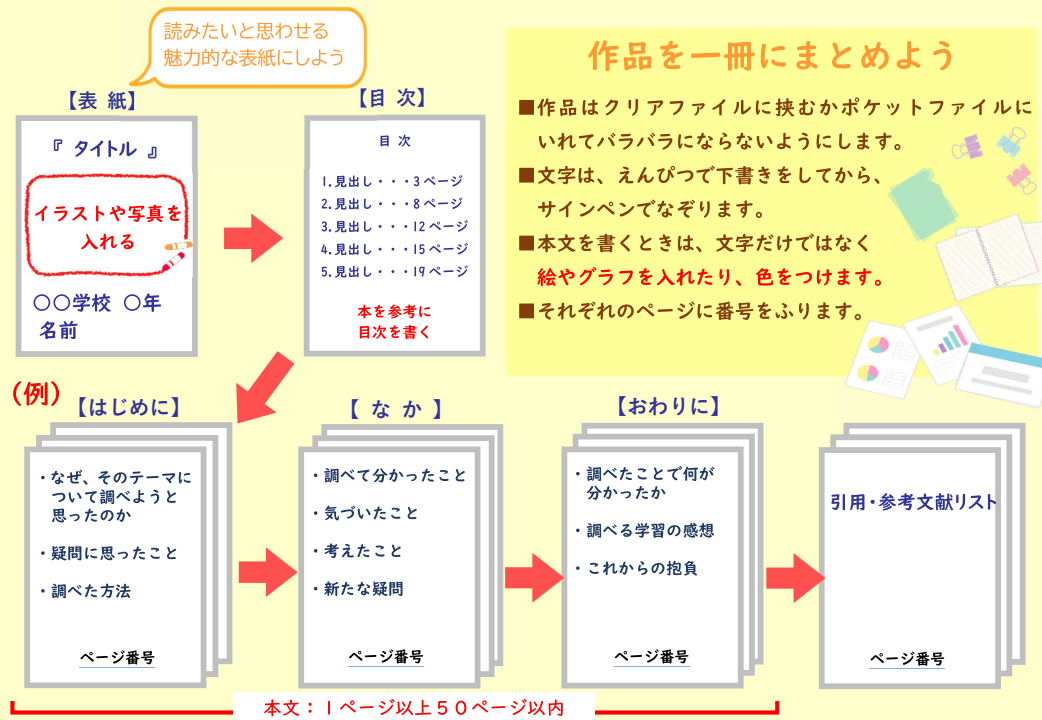 読みたいと思わせる
魅力的な表紙にしよう
作品を一冊にまとめよう
■作品はクリアファイルに挟むかポケットファイルに
いれてバラバラにならないようにします。
■文字は、えんぴつで下書きをしてから、
サインペンでなぞります。
■本文を書くときは、文字だけではなく
絵やグラフを入れたり、色をつけます。
■それぞれのページに番号をふります。
【表 紙】
『 タイトル 』
イラストや写真を
入れる
〇〇学校 〇年
名前
【目 次】
目 次
1.見出し・・・3ページ
2.見出し・・・8ページ
3.見出し・・・12ページ
4.見出し・・・15ページ
5.見出し・・・19ページ
本を参考に
目次を書く
(例)
【はじめに】
・なぜ、そのテーマに
ついて調べようと
思ったのか
・疑問に思ったこと
・調べた方法
ページ番号
【 な か 】
・調べて分かったこと
・気づいたこと
・考えたこと
・新たな疑問
ページ番号
【おわりに】
・調べたことで何が
分かったか
・調べる学習の感想
・これからの抱負
ページ番号
引用・参考文献リスト
ページ番号
本文：1ページ以上50ページ以内